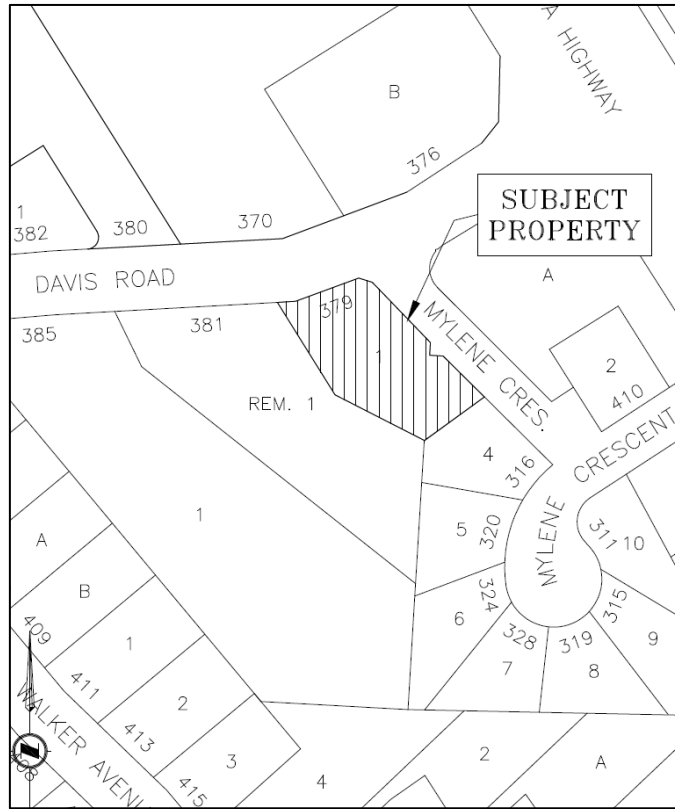 A HIGHWAY
B
376
1
382
380
370
SUBJECT
PROPERTY
DAVIS ROAD
A
379
385
381
1
MYLENE CRES.
2
410
REM. 1
4
316
MYLENE CRESCENT
1
5
320
311
10
A
B
6
324
328
319
315
9
409
1
7
8
411
2
413
3
415
4
2
A
WALKER AVENU